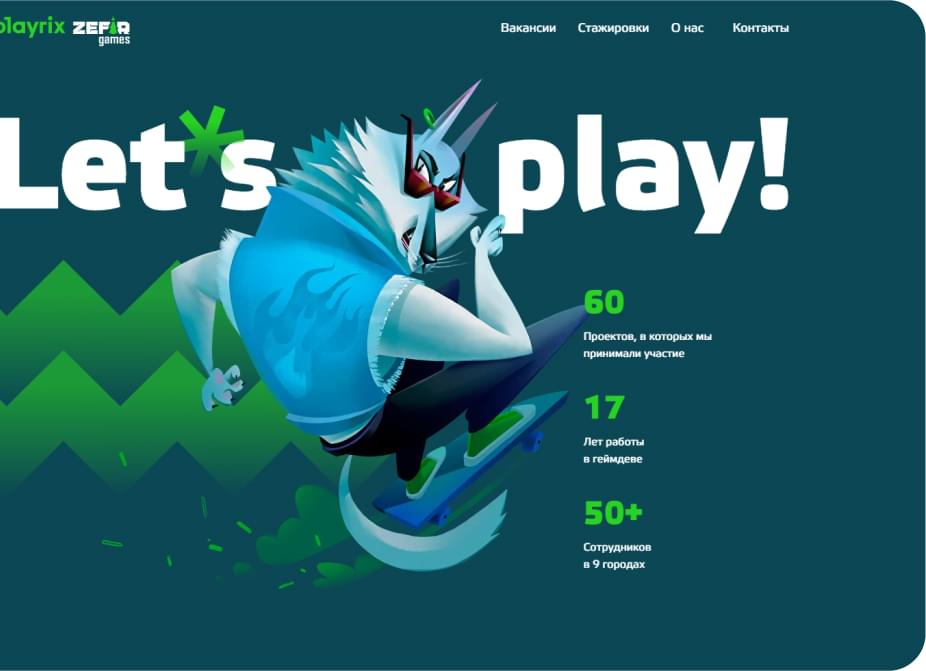 playrix ZEFIR games
Вакансии Стажировки О нас Контакты
Let*s play!
60
Проектов, в которых мы
принимали участие
17
Лет работы
в геймдеве
50+
Сотрудников
в 9 городах